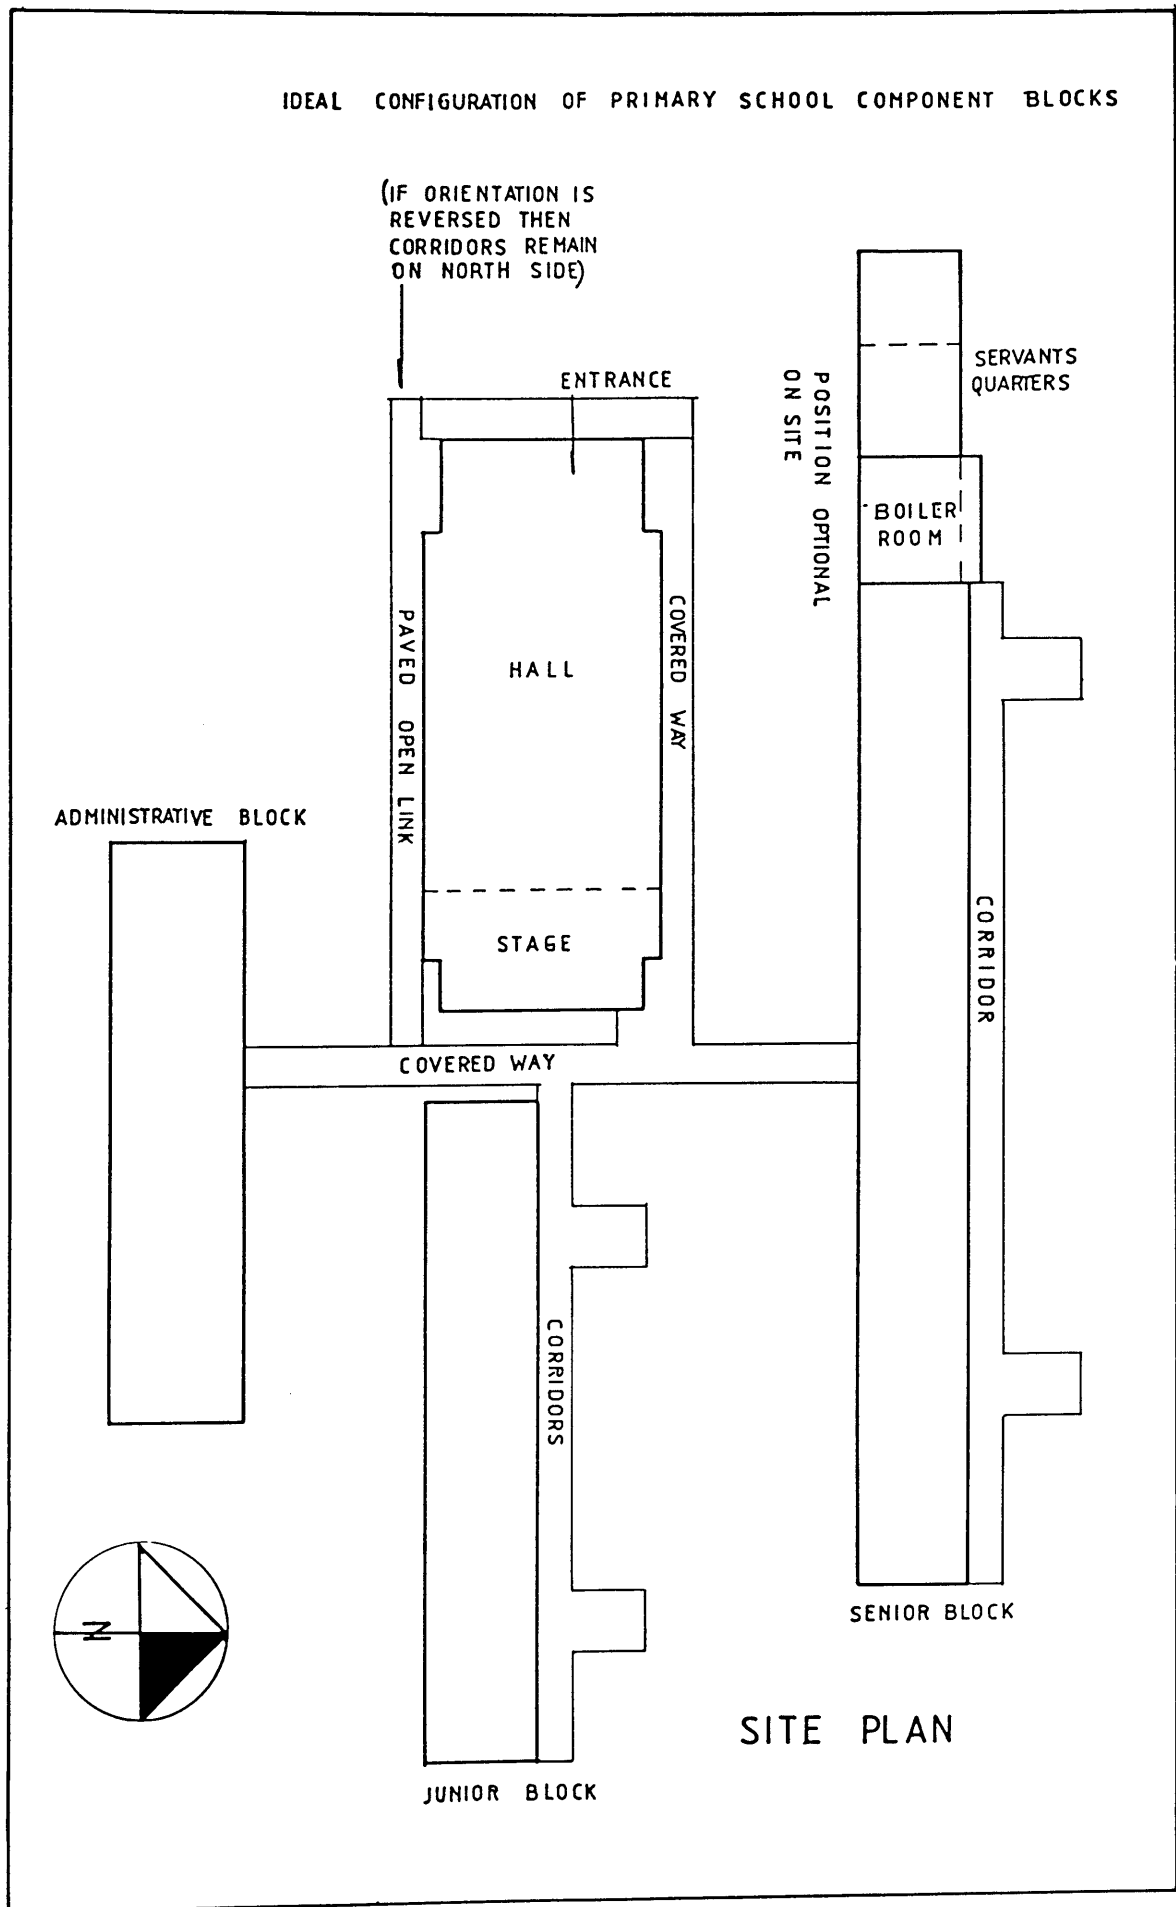 IDEAL CONFIGURATION OF PRIMARY SCHOOL COMPONENT BLOCKS
(IF ORIENTATION IS
REVERSED THEN
CORRIDORS REMAIN
ON NORTH SIDE)
ENTRANCE
SERVANTS
QUARTERS
POSITION OPTIONAL
ON SITE
BOILER
ROOM
PAVED OPEN LINK
HALL
COVERED WAY
ADMINISTRATIVE BLOCK
STAGE
CORRIDOR
COVERED WAY
CORRIDORS
N
SENIOR BLOCK
SITE PLAN
JUNIOR BLOCK